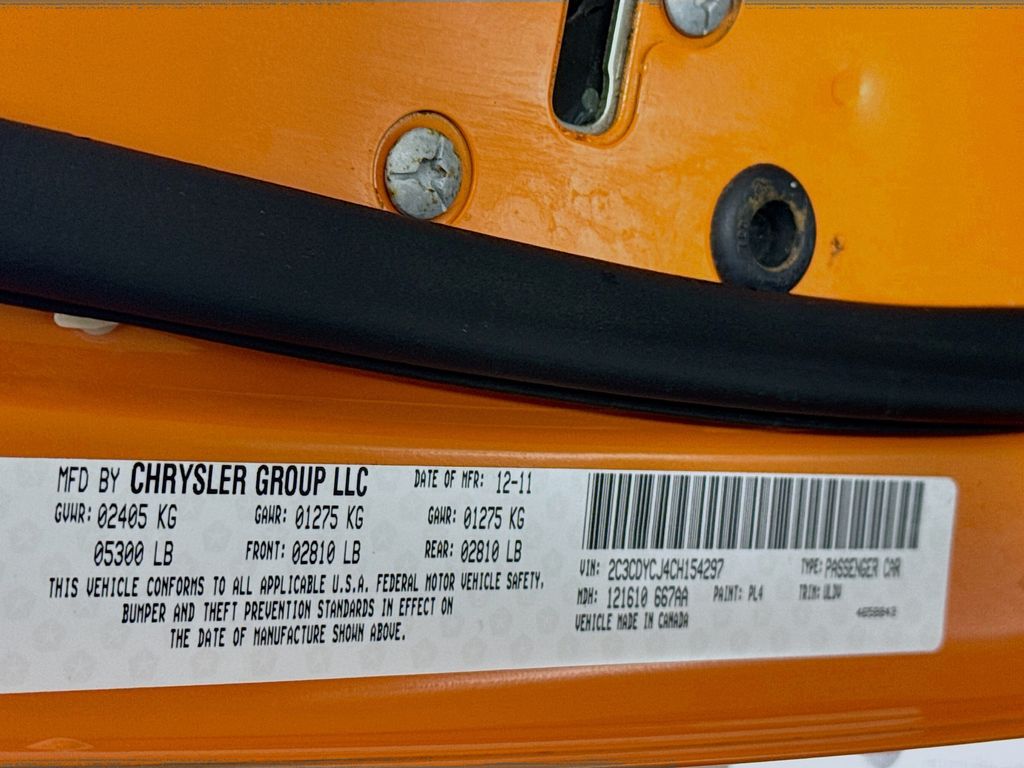 MFD BY CHRYSLER GROUP LLC DATE OF MFR: 12-11
GVWR: 02405 KG GAWR: 01275 KG GAWR: 01275 KG
05300 LB FRONT: 02810 LB REAR: 02810 LB
THIS VEHICLE CONFORMS TO ALL APPLICABLE U.S.A. FEDERAL MOTOR VEHICLE SAFETY,
BUMPER AND THEFT PREVENTION STANDARDS IN EFFECT ON
THE DATE OF MANUFACTURE SHOWN ABOVE.
VIN: 2C3CDYCJ4CH154297 TYPE: PASSENGER CAR
MDH: 121610 667AA PAINT: PL4 TRIM:
VEHICLE MADE IN CANADA